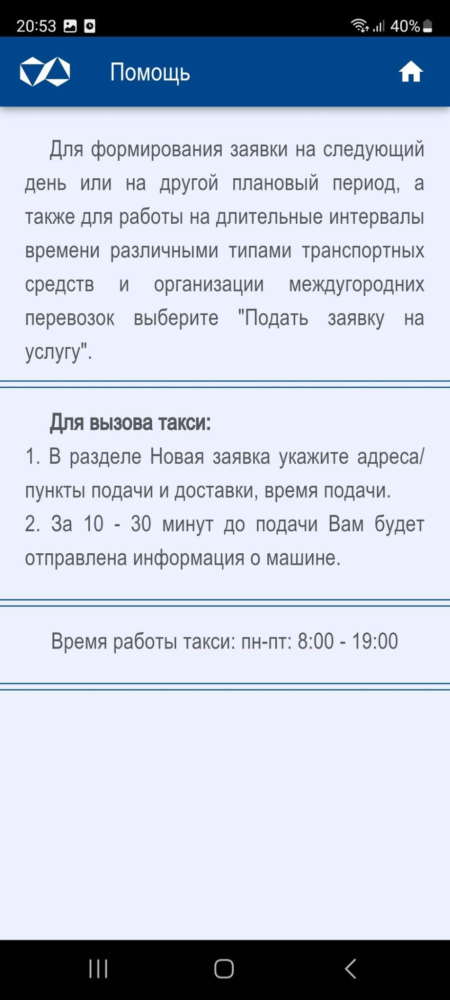 20:53
40%
Помощь
Для формирования заявки на следующий
день или на другой плановый период, а
также для работы на длительные интервалы
времени различными типами транспортных
средств и организации междугородних
перевозок выберите "Подать заявку на
услугу".
Для вызова такси:
1. В разделе Новая заявка укажите адреса/
пункты подачи и доставки, время подачи.
2. За 10 - 30 минут до подачи Вам будет
отправлена информация о машине.
Время работы такси: пн-пт: 8:00 - 19:00